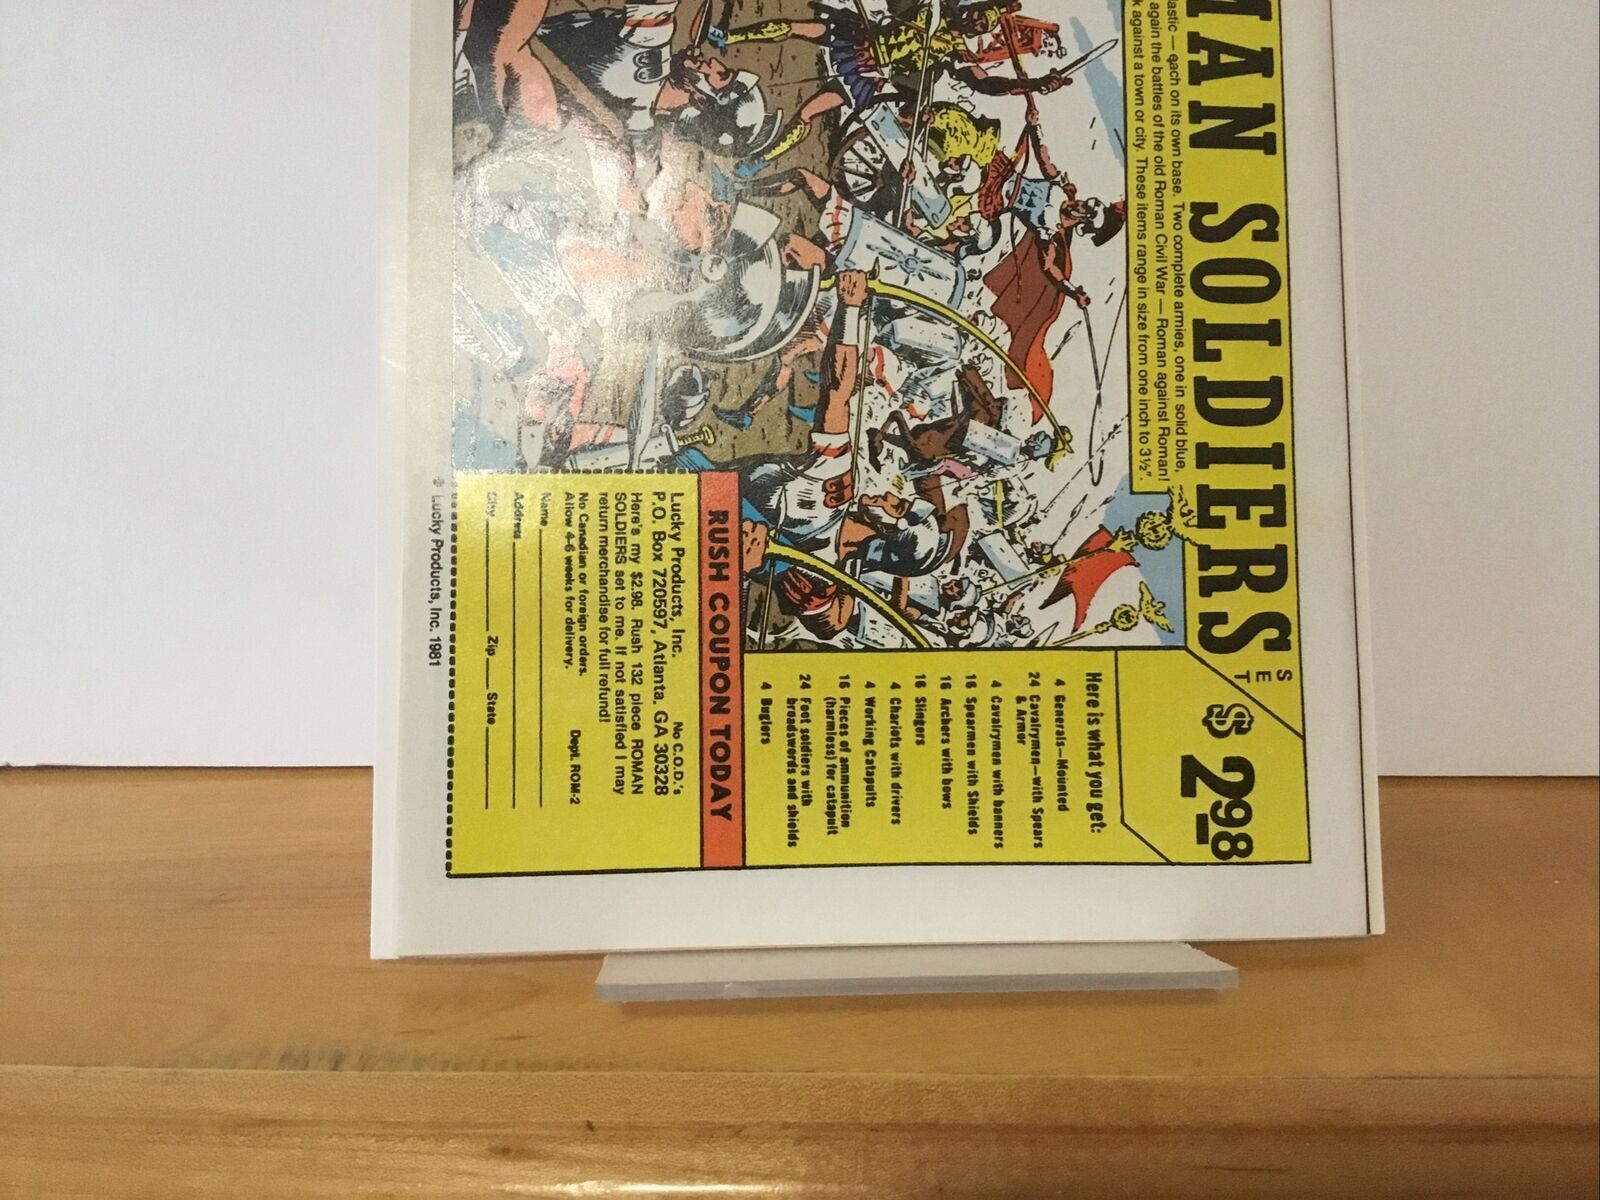 MAN SOLDIERS
SET
$298
lastic — each on its own base. Two complete armies, one in solid blue,
again the battles of the old Roman Civil War — Roman against Roman!
against a town or city. These items range in size from one inch to 3½".
Here is what you get:
4 Generals—Mounted
24 Cavalrymen—with Spears
& Armor
4 Cavalrymen with banners
16 Spearmen with Shields
16 Archers with bows
16 Slingers
4 Chariots with drivers
4 Working Catapults
16 Pieces of ammunition
(harmless) for catapult
24 Foot soldiers with
broadswords and shields
4 Buglers
RUSH COUPON TODAY
Lucky Products, Inc. No C.O.D.'s
P.O. Box 720597, Atlanta, GA 30328
Here's my $2.98. Rush 132 piece ROMAN
SOLDIERS set to me. If not satisfied I may
return merchandise for full refund!
No Canadian or foreign orders.
Allow 4-6 weeks for delivery. Dept. ROM-2
Name
Address
City Zip State
Lucky Products, Inc. 1981